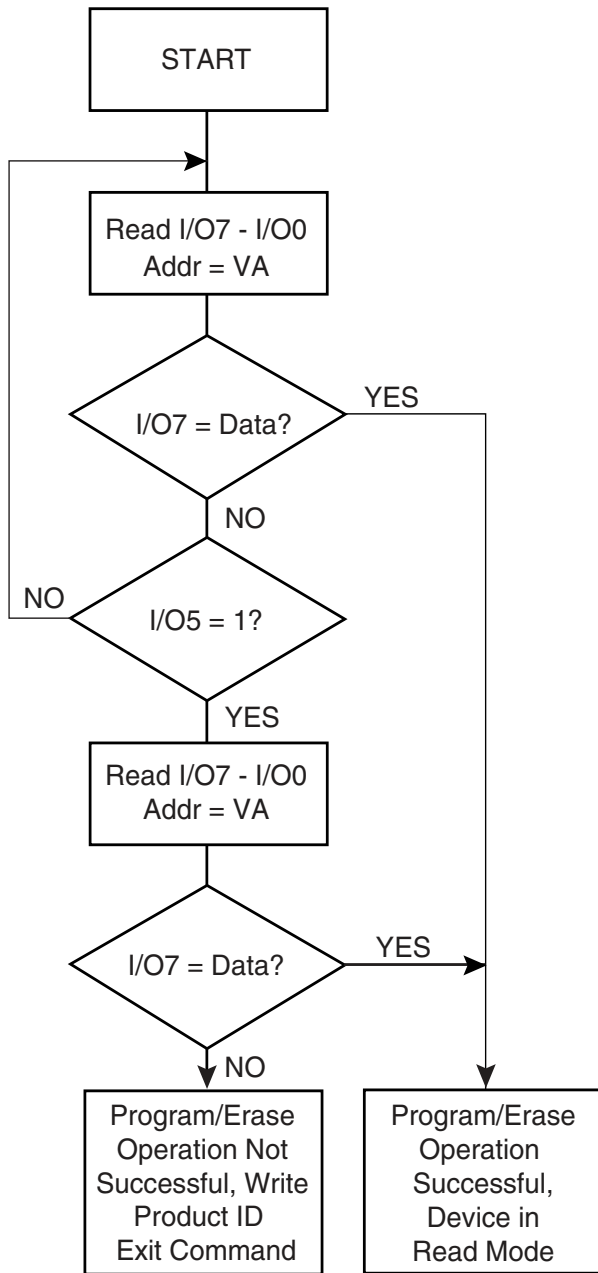 START
Read I/O7 - I/O0
Addr = VA
I/O7 = Data?
YES
NO
I/O5 = 1?
NO
YES
Read I/O7 - I/O0
Addr = VA
I/O7 = Data?
YES
NO
Program/Erase
Operation Not
Successful, Write
Product ID
Exit Command
Program/Erase
Operation
Successful,
Device in
Read Mode